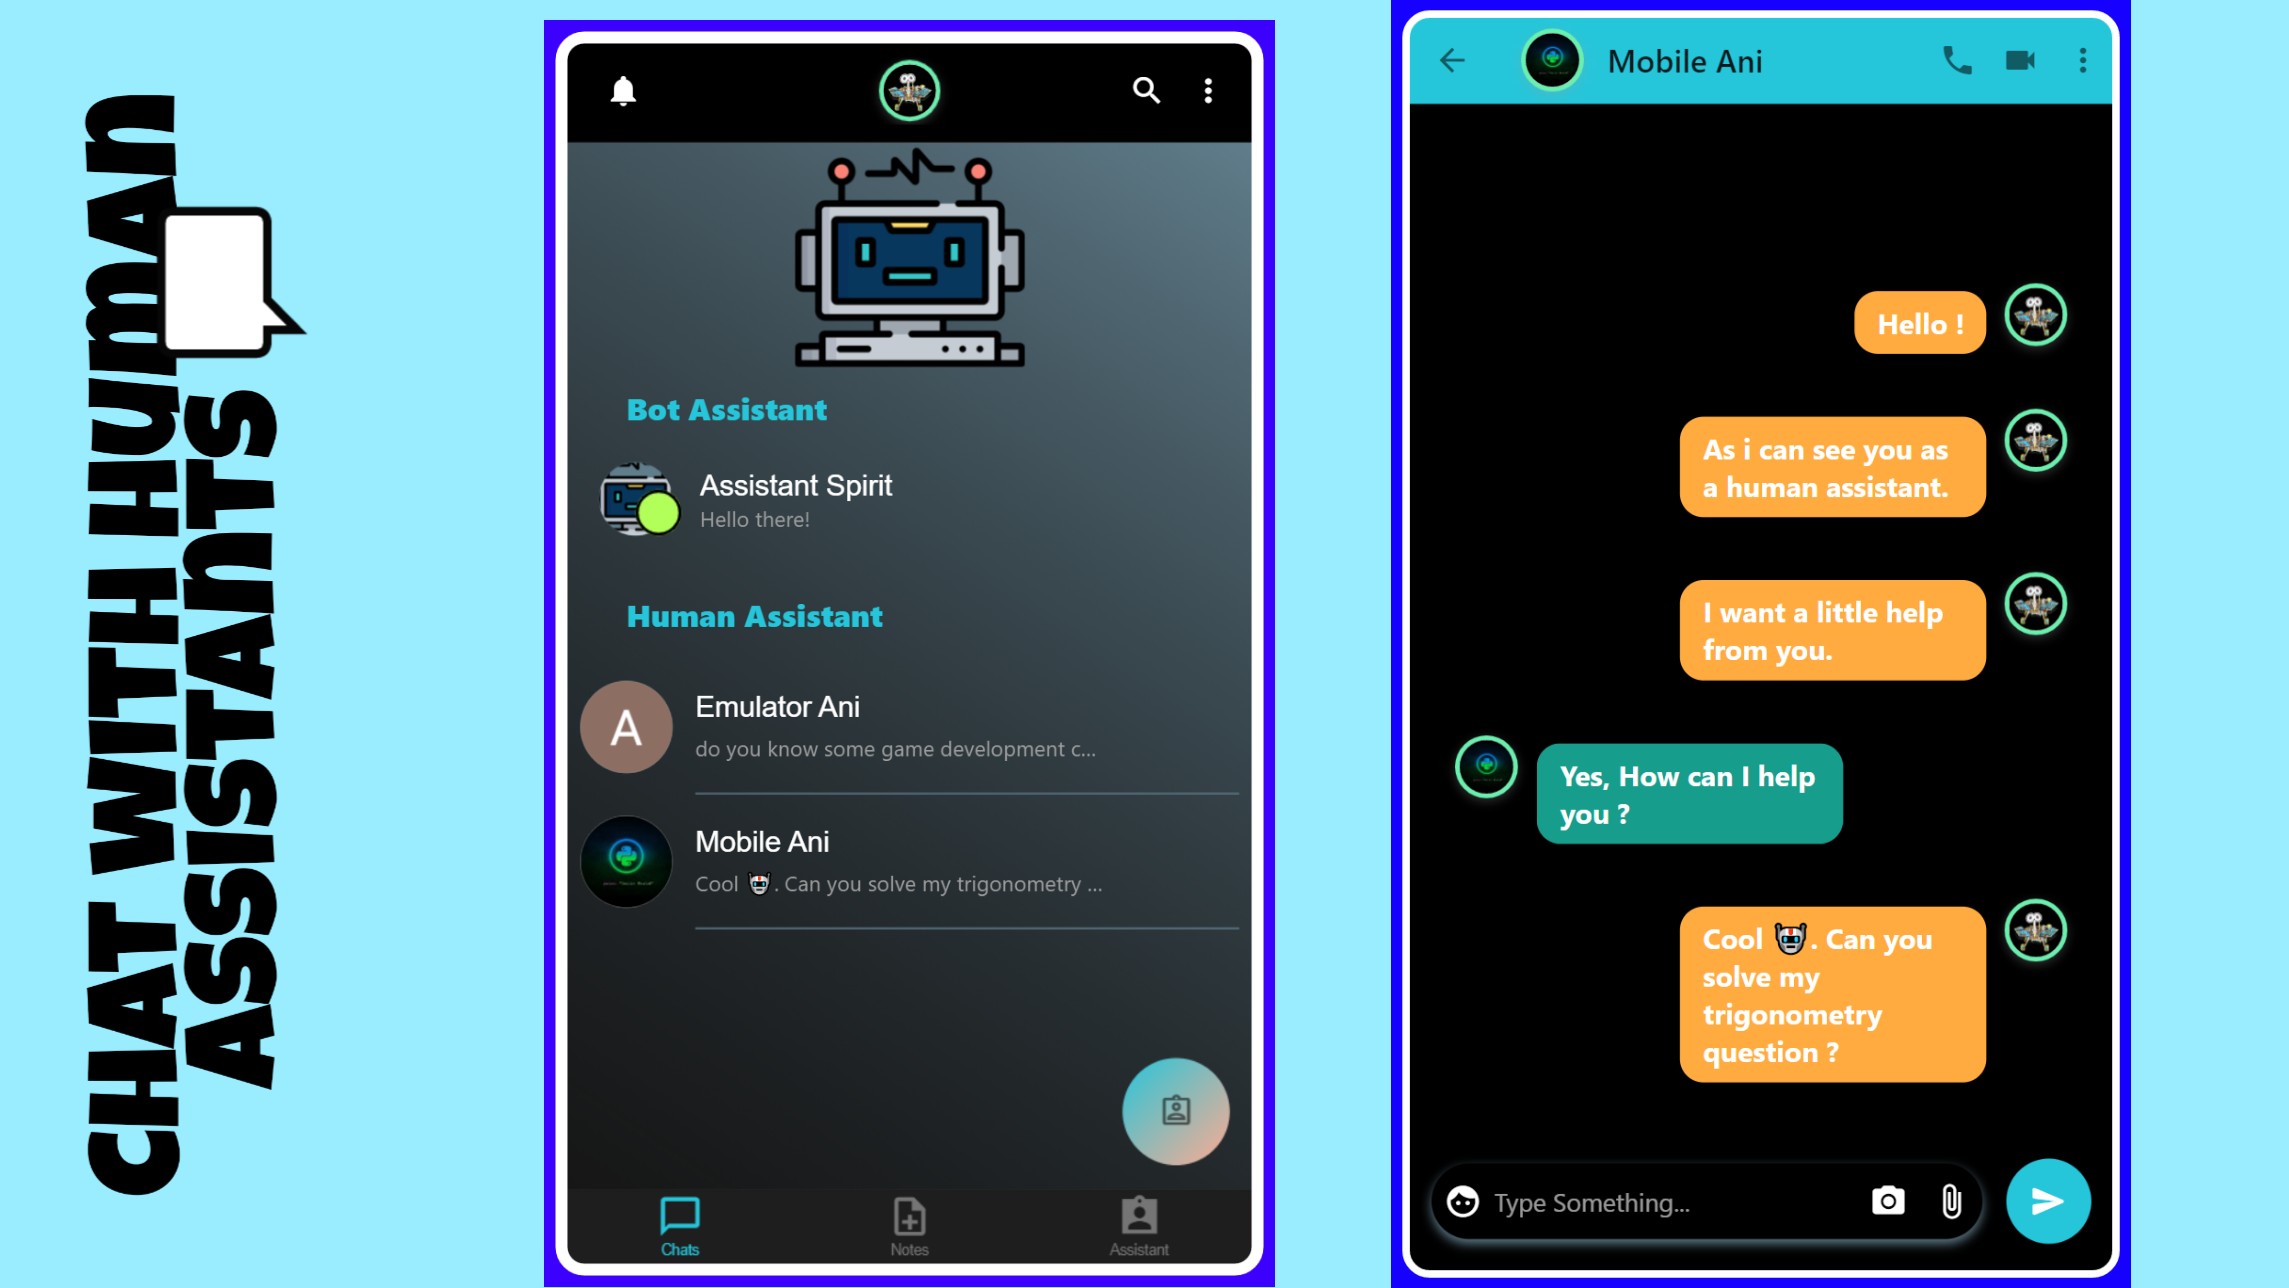 CHAT WITH HUMAN
ASSISTANTS
Bot Assistant
Assistant Spirit
Hello there!
Human Assistant
A
Emulator Ani
do you know some game development c...
Mobile Ani
Cool 🤖. Can you solve my trigonometry ...
Chats
Notes
Assistant
Mobile Ani
Hello !
As i can see you as
a human assistant.
I want a little help
from you.
Yes, How can I help
you ?
Cool 🤖. Can you
solve my
trigonometry
question ?
Type Something...